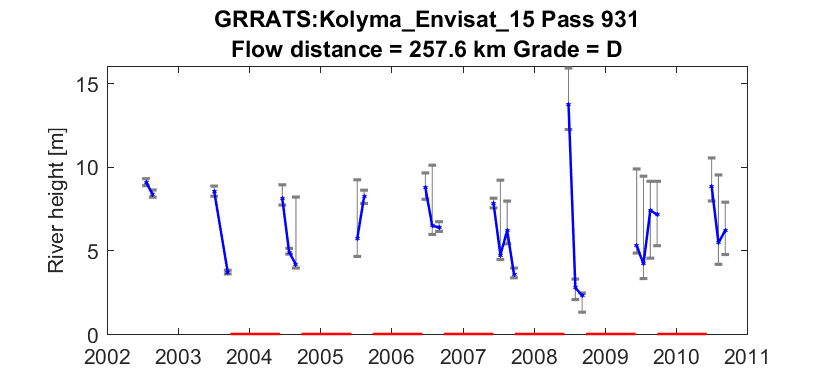 GRRATS:Kolyma_Envisat_15 Pass 931
Flow distance = 257.6 km Grade = D
River height [m]
15
10
5
0
2002 2003 2004 2005 2006 2007 2008 2009 2010 2011